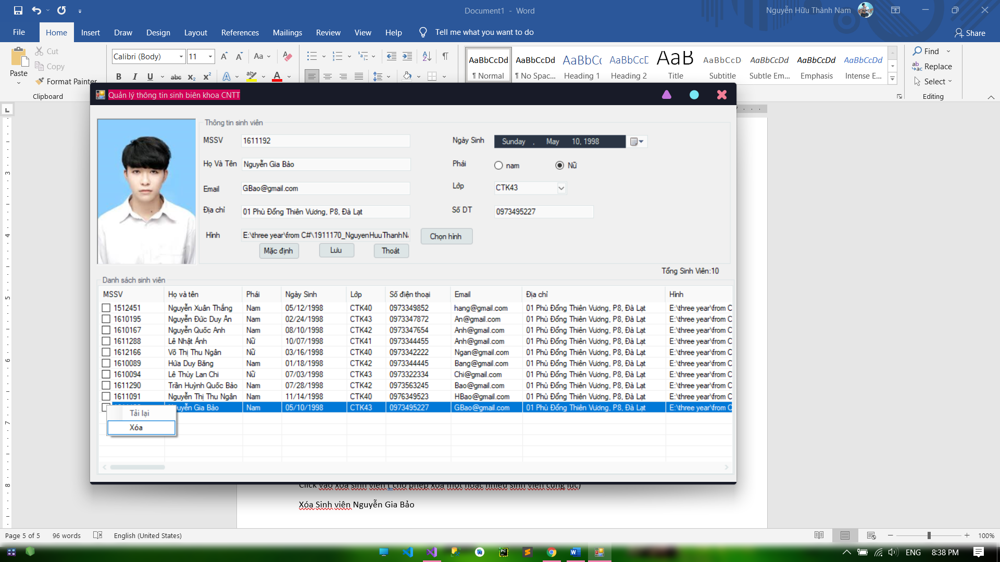 Document1 - Word
Nguyễn Hữu Thành Nam
File Home Insert Draw Design Layout References Mailings Review View Help Tell me what you want to do
Share
Paste
Cut
Copy
Format Painter
Clipboard
Calibri (Body) 11
AaBbCcDd AaBbCcDd AaBbCc AaBbCcD AaB AaBbCcD AaBbCcDd AaBbCcDd AaBbCcDd
¶ Normal ¶ No Spac... Heading 1 Heading 2 Title Subtitle Subtle Em... Emphasis Intense E...
Find
Replace
Select
Editing
Quản lý thông tin sinh biên khoa CNTT
Thông tin sinh viên
MSSV 1611192
Ngày Sinh Sunday , May 10, 1998
Họ Và Tên Nguyễn Gia Bảo
Phái nam Nữ
Email GBao@gmail.com
Lớp CTK43
Địa chỉ 01 Phù Đổng Thiên Vương, P8, Đà Lạt
Số DT 0973495227
Hình E:\three year\from C#\1911170_NguyenHuuThanhNa
Chọn hình
Mặc định Lưu Thoát
Tổng Sinh Viên:10
Danh sách sinh viên
MSSV Họ và tên Phái Ngày Sinh Lớp Số điện thoại Email Địa chỉ Hình
1512451 Nguyễn Xuân Thắng Nam 05/12/1998 CTK40 0973349852 hang@gmail.com 01 Phù Đổng Thiên Vương, P8, Đà Lạt E:\three year\from C
1610195 Nguyễn Đức Duy Ân Nam 02/24/1998 CTK43 0973347872 An@gmail.com 01 Phù Đổng Thiên Vương, P8, Đà Lạt E:\three year\from C
1610167 Nguyễn Quốc Anh Nam 08/10/1998 CTK42 0973347654 Anh@gmail.com 01 Phù Đổng Thiên Vương, P8, Đà Lạt E:\three year\from C
1611288 Lê Nhật Ánh Nữ 10/07/1998 CTK41 0973344455 Anh@gmail.com 01 Phù Đổng Thiên Vương, P8, Đà Lạt E:\three year\from C
1612166 Võ Thị Thu Ngân Nữ 03/16/1998 CTK40 0973342222 Ngan@gmail.com 01 Phù Đổng Thiên Vương, P8, Đà Lạt E:\three year\from C
1610089 Hứa Duy Băng Nam 01/18/1998 CTK42 0973344445 Bang@gmail.com 01 Phù Đổng Thiên Vương, P8, Đà Lạt E:\three year\from C
1610094 Lê Thùy Lan Chi Nữ 07/03/1998 CTK43 0973322334 Chi@gmail.com 01 Phù Đổng Thiên Vương, P8, Đà Lạt E:\three year\from C
1611290 Trần Huỳnh Quốc Bảo Nam 07/28/1998 CTK42 0973563245 Bao@gmail.com 01 Phù Đổng Thiên Vương, P8, Đà Lạt E:\three year\from C
1611091 Nguyễn Thị Thu Ngân Nam 11/14/1998 CTK40 0976349523 HBao@gmail.com 01 Phù Đổng Thiên Vương, P8, Đà Lạt E:\three year\from C
uyễn Gia Bảo Nam 05/10/1998 CTK43 0973495227 GBao@gmail.com 01 Phù Đổng Thiên Vương, P8, Đà Lạt E:\three year\from C
Tải lại
Xóa
Click vào xóa sinh viên ( cho phép xóa một hoặc nhiều sinh viên cùng lúc)
Xóa Sinh viên Nguyễn Gia Bảo
Page 5 of 5 96 words English (United States) 100%
ENG 8:38 PM